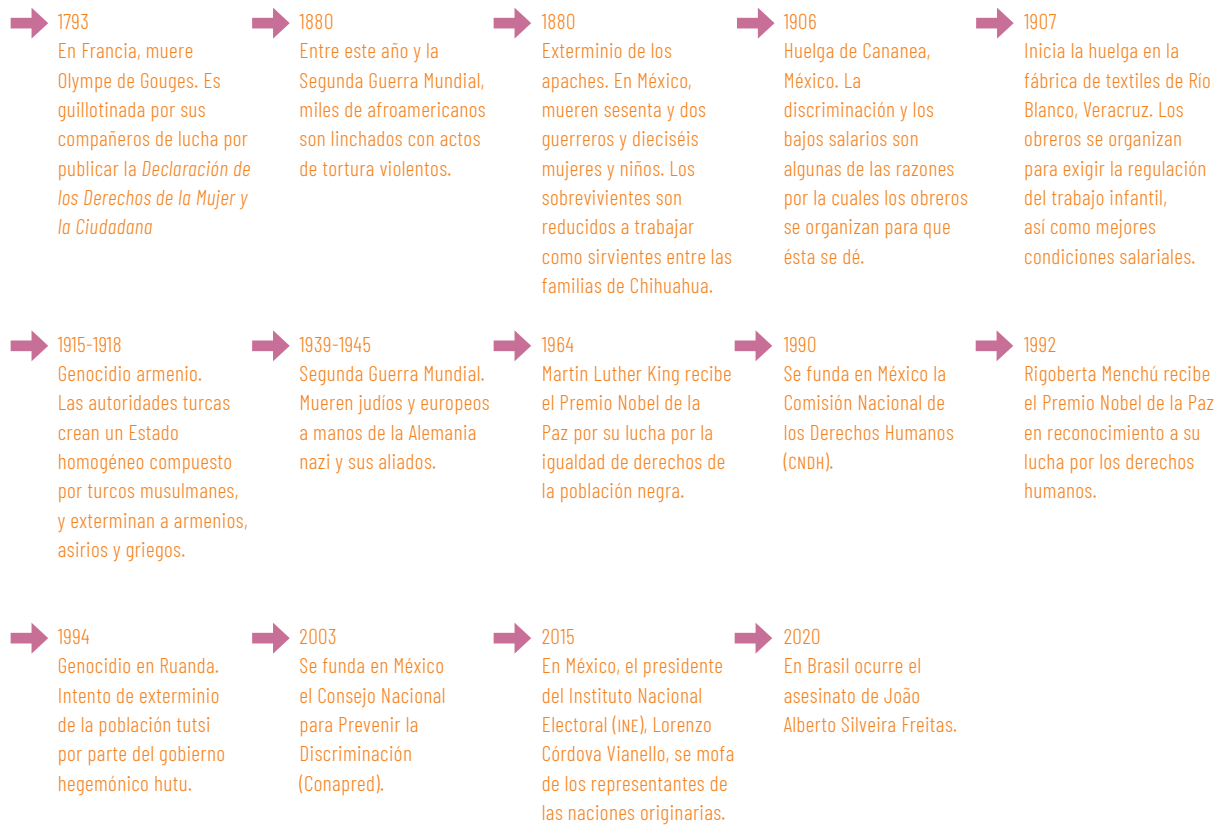 1793
En Francia, muere
Olympe de Gouges. Es
guillotinada por sus
compañeros de lucha por
publicar la Declaración de
los Derechos de la Mujer y
la Ciudadana
1880
Entre este año y la
Segunda Guerra Mundial,
miles de afroamericanos
son linchados con actos
de tortura violentos.
1880
Exterminio de los
apaches. En México,
mueren sesenta y dos
guerreros y dieciséis
mujeres y niños. Los
sobrevivientes son
reducidos a trabajar
como sirvientes entre las
familias de Chihuahua.
1906
Huelga de Cananea,
México. La
discriminación y los
bajos salarios son
algunas de las razones
por la cuales los obreros
se organizan para que
ésta se dé.
1907
Inicia la huelga en la
fábrica de textiles de Río
Blanco, Veracruz. Los
obreros se organizan
para exigir la regulación
del trabajo infantil,
así como mejores
condiciones salariales.
1915-1918
Genocidio armenio.
Las autoridades turcas
crean un Estado
homogéneo compuesto
por turcos musulmanes,
y exterminan a armenios,
asirios y griegos.
1939-1945
Segunda Guerra Mundial.
Mueren judíos y europeos
a manos de la Alemania
nazi y sus aliados.
1964
Martin Luther King recibe
el Premio Nobel de la
Paz por su lucha por la
igualdad de derechos de
la población negra.
1990
Se funda en México la
Comisión Nacional de
los Derechos Humanos
(CNDH).
1992
Rigoberta Menchú recibe
el Premio Nobel de la Paz
en reconocimiento a su
lucha por los derechos
humanos.
1994
Genocidio en Ruanda.
Intento de exterminio
de la población tutsi
por parte del gobierno
hegemónico hutu.
2003
Se funda en México
el Consejo Nacional
para Prevenir la
Discriminación
(Conapred).
2015
En México, el presidente
del Instituto Nacional
Electoral (INE), Lorenzo
Córdova Vianello, se mofa
de los representantes de
las naciones originarias.
2020
En Brasil ocurre el
asesinato de João
Alberto Silveira Freitas.